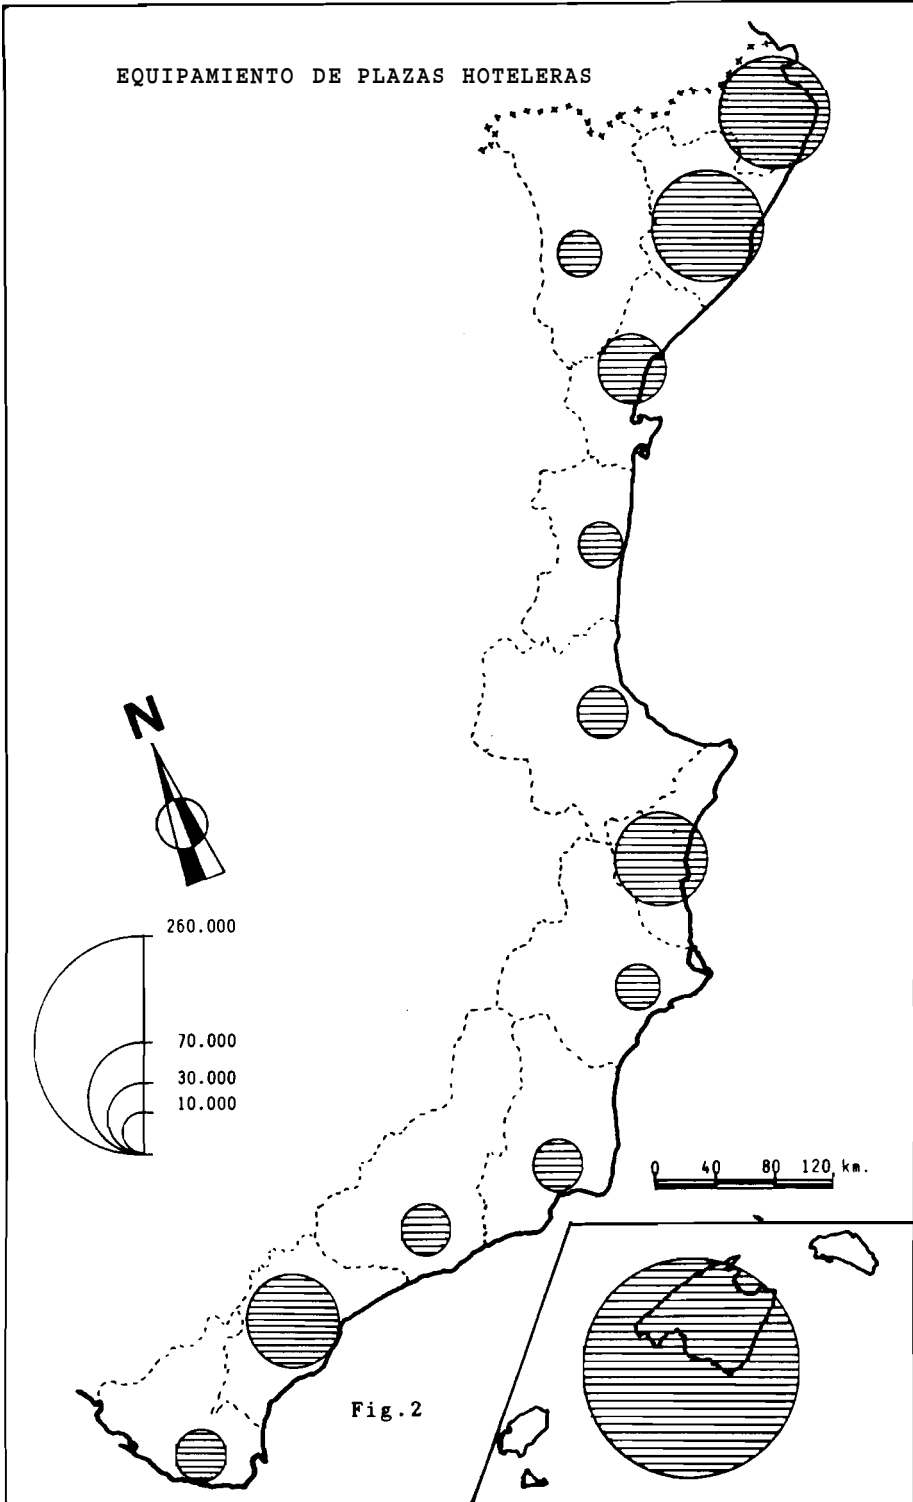 EQUIPAMIENTO DE PLAZAS HOTELERAS
N
260.000
70.000
30.000
10.000
0 40 80 120 km.
Fig.2